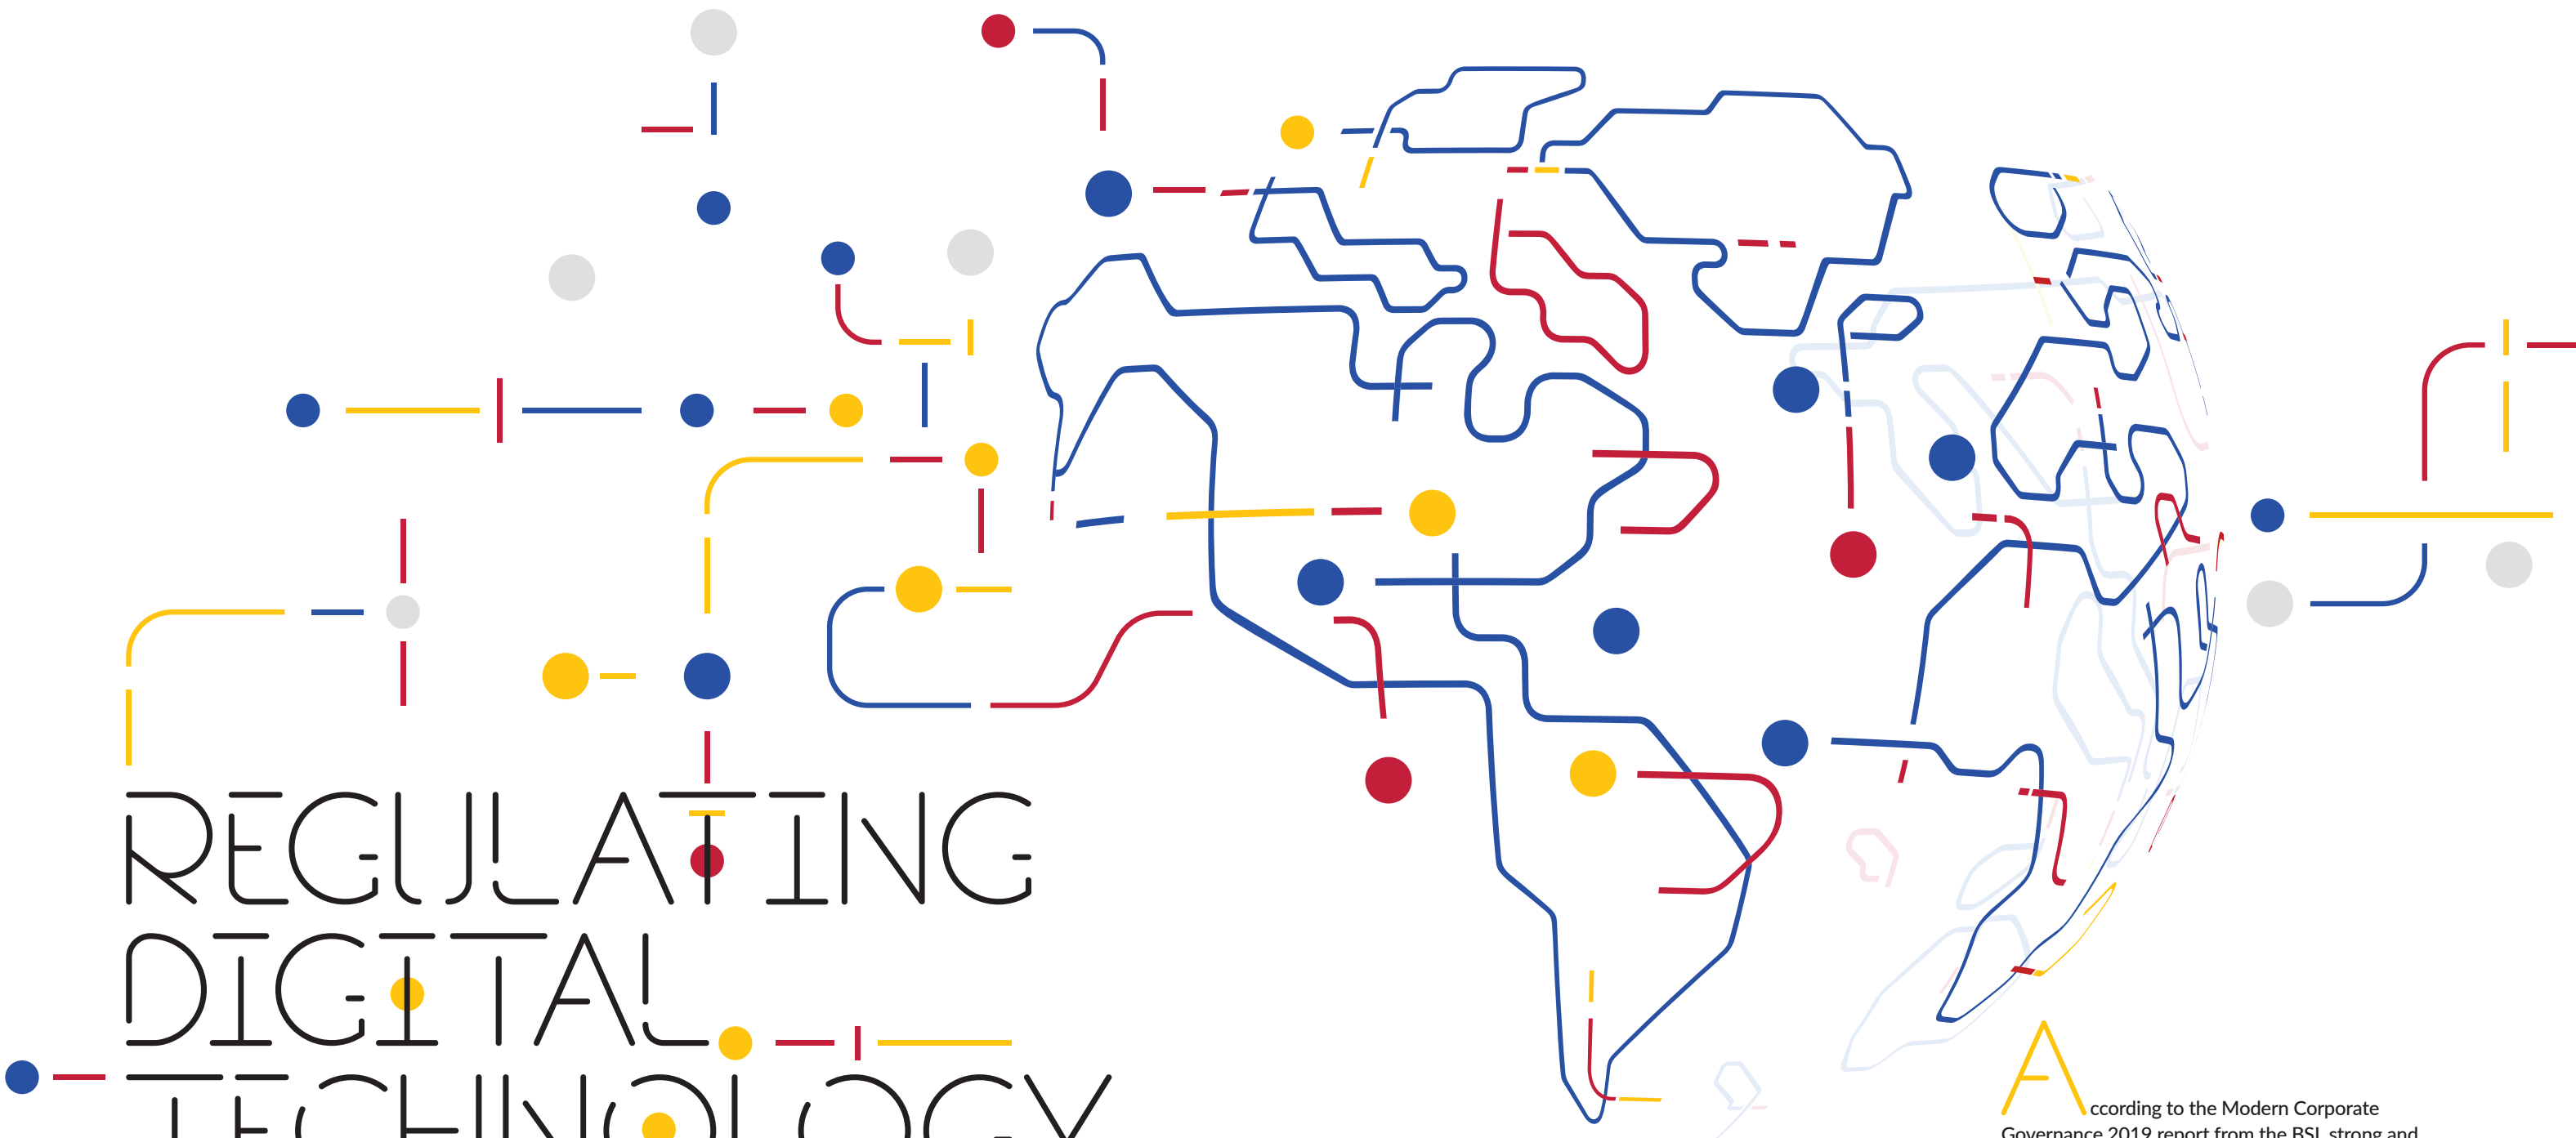 REGULATING
DIGITAL
TECHNOLOGY
According to the Modern Corporate
Governance 2019 report from the BSI, strong and